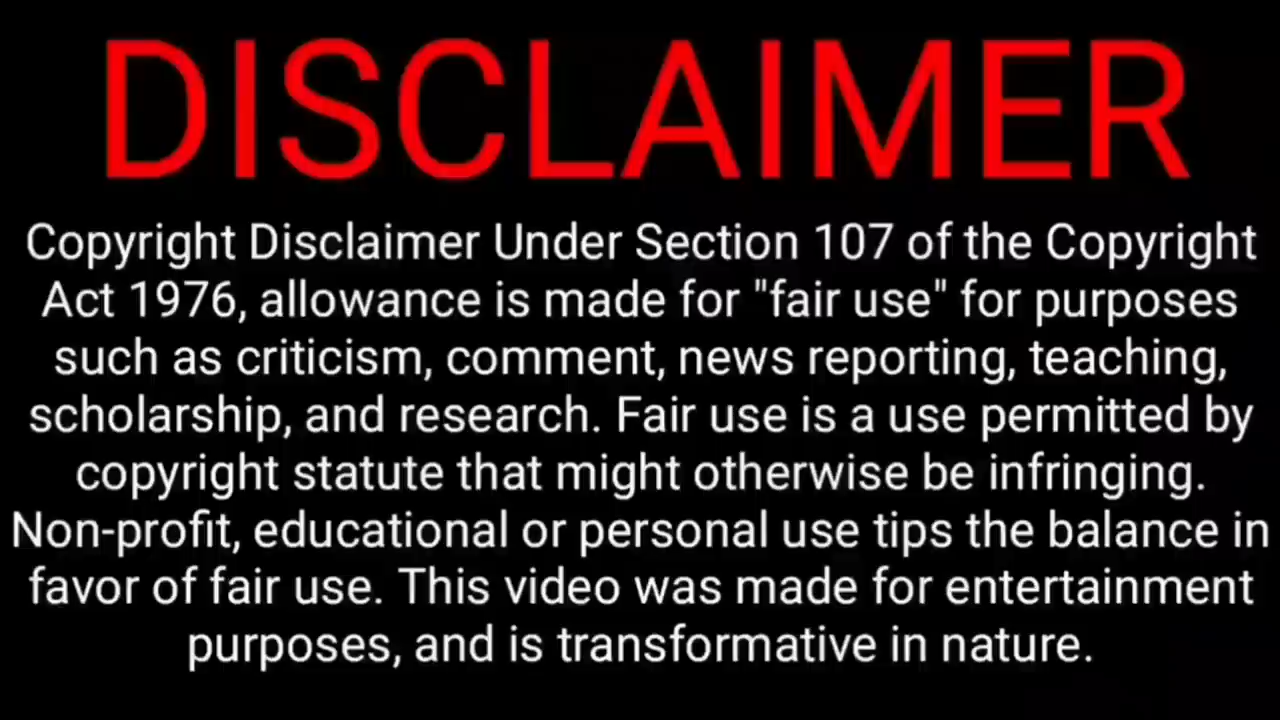 DISCLAIMER
Copyright Disclaimer Under Section 107 of the Copyright
Act 1976, allowance is made for "fair use" for purposes
such as criticism, comment, news reporting, teaching,
scholarship, and research. Fair use is a use permitted by
copyright statute that might otherwise be infringing.
Non-profit, educational or personal use tips the balance in
favor of fair use. This video was made for entertainment
purposes, and is transformative in nature.